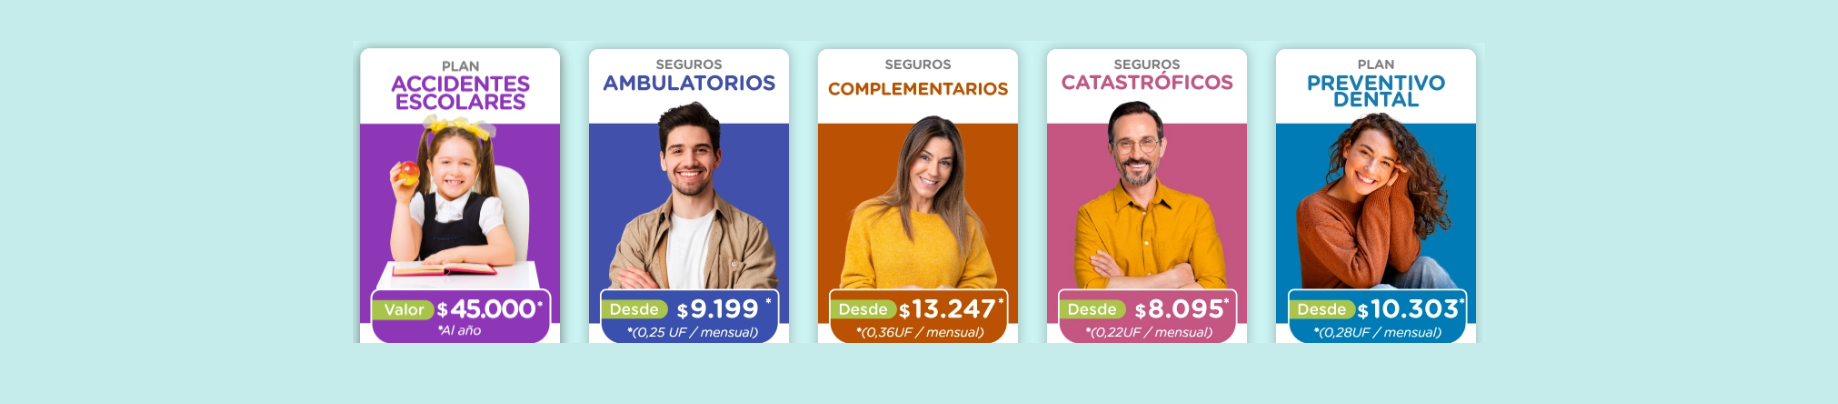 PLAN
ACCIDENTES
ESCOLARES
Valor $45.000*
*Al año
SEGUROS
AMBULATORIOS
Desde $9.199 *
*(0,25 UF / mensual)
SEGUROS
COMPLEMENTARIOS
Desde $13.247*
*(0,36UF / mensual)
SEGUROS
CATASTRÓFICOS
Desde $8.095*
*(0,22UF / mensual)
PLAN
PREVENTIVO
DENTAL
Desde $10.303*
*(0,28UF / mensual)